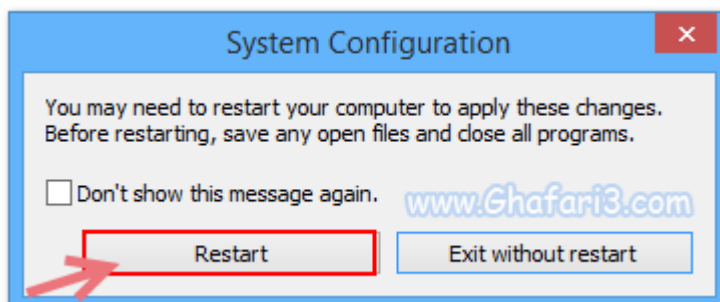 System Configuration
You may need to restart your computer to apply these changes.
Before restarting, save any open files and close all programs.
Don't show this message again.
www.Ghafari3.com
Restart
Exit without restart